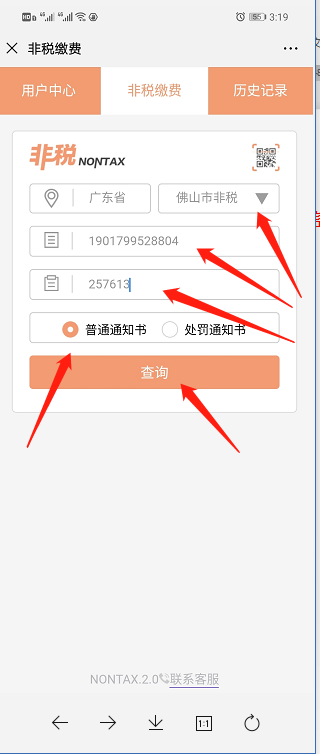 3:19
非税缴费
用户中心 非税缴费 历史记录
非税 NONTAX
广东省 佛山市非税
1901799528804
257613
普通通知书 处罚通知书
查询
NONTAX.2.0联系客服
1:1